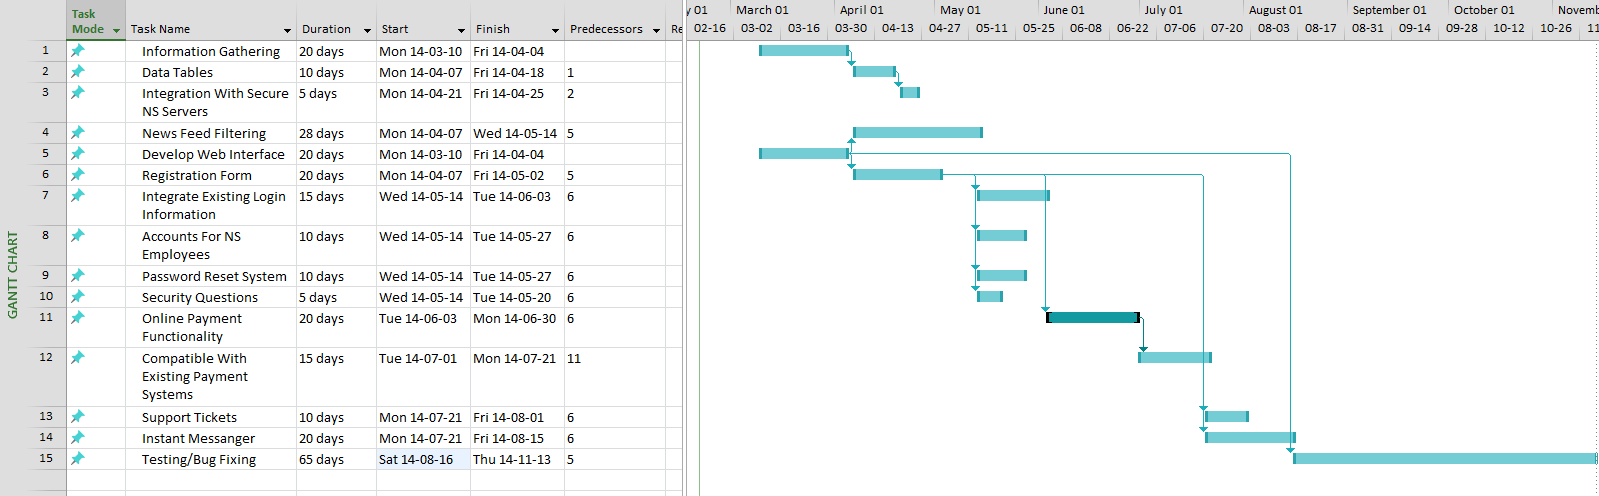 Task Mode Task Name Duration Start Finish Predecessors Re
y 01 March 01 April 01 May 01 June 01 July 01 August 01 September 01 October 01 Novem
02-16 03-02 03-16 03-30 04-13 04-27 05-11 05-25 06-08 06-22 07-06 07-20 08-03 08-17 08-31 09-14 09-28 10-12 10-26 11
GANTT CHART
1 Information Gathering 20 days Mon 14-03-10 Fri 14-04-04
2 Data Tables 10 days Mon 14-04-07 Fri 14-04-18 1
3 Integration With Secure 5 days Mon 14-04-21 Fri 14-04-25 2
NS Servers
4 News Feed Filtering 28 days Mon 14-04-07 Wed 14-05-14 5
5 Develop Web Interface 20 days Mon 14-03-10 Fri 14-04-04
6 Registration Form 20 days Mon 14-04-07 Fri 14-05-02 5
7 Integrate Existing Login 15 days Wed 14-05-14 Tue 14-06-03 6
Information
8 Accounts For NS 10 days Wed 14-05-14 Tue 14-05-27 6
Employees
9 Password Reset System 10 days Wed 14-05-14 Tue 14-05-27 6
10 Security Questions 5 days Wed 14-05-14 Tue 14-05-20 6
11 Online Payment 20 days Tue 14-06-03 Mon 14-06-30 6
Functionality
12 Compatible With 15 days Tue 14-07-01 Mon 14-07-21 11
Existing Payment
Systems
13 Support Tickets 10 days Mon 14-07-21 Fri 14-08-01 6
14 Instant Messanger 20 days Mon 14-07-21 Fri 14-08-15 6
15 Testing/Bug Fixing 65 days Sat 14-08-16 Thu 14-11-13 5